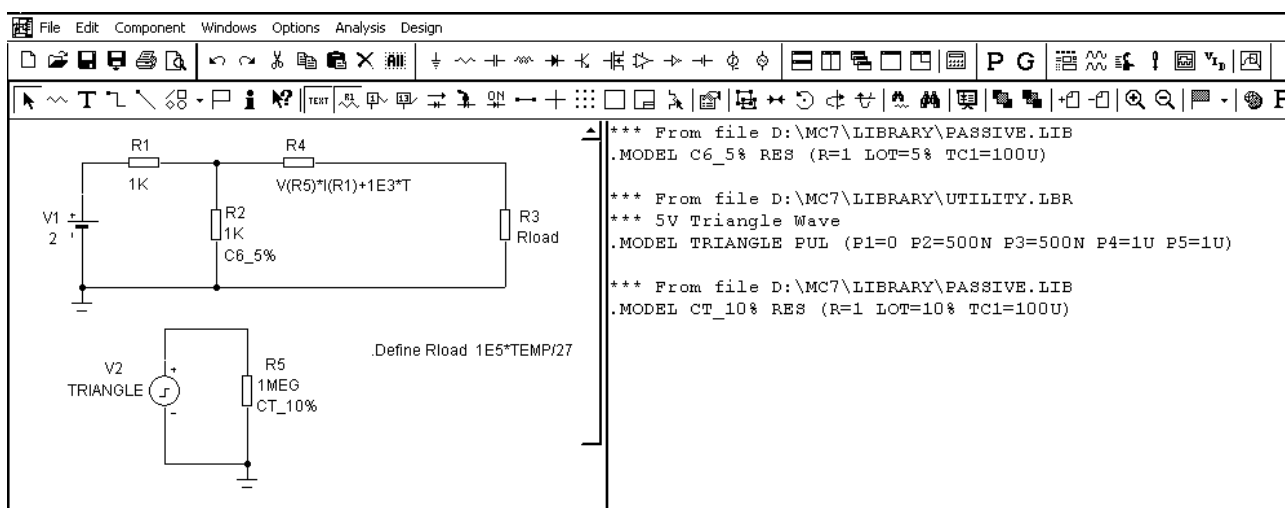 File Edit Component Windows Options Analysis Design
T TEXT R1 ON F
P G
R1
1K
R4
V(R5)*I(R1)+1E3*T
V1
2
R2
1K
C6_5%
R3
Rload
.Define Rload 1E5*TEMP/27
V2
TRIANGLE
R5
1MEG
CT_10%
*** From file D:\MC7\LIBRARY\PASSIVE.LIB
.MODEL C6_5% RES (R=1 LOT=5% TC1=100U)
*** From file D:\MC7\LIBRARY\UTILITY.LBR
*** 5V Triangle Wave
.MODEL TRIANGLE PUL (P1=0 P2=500N P3=500N P4=1U P5=1U)
*** From file D:\MC7\LIBRARY\PASSIVE.LIB
.MODEL CT_10% RES (R=1 LOT=10% TC1=100U)